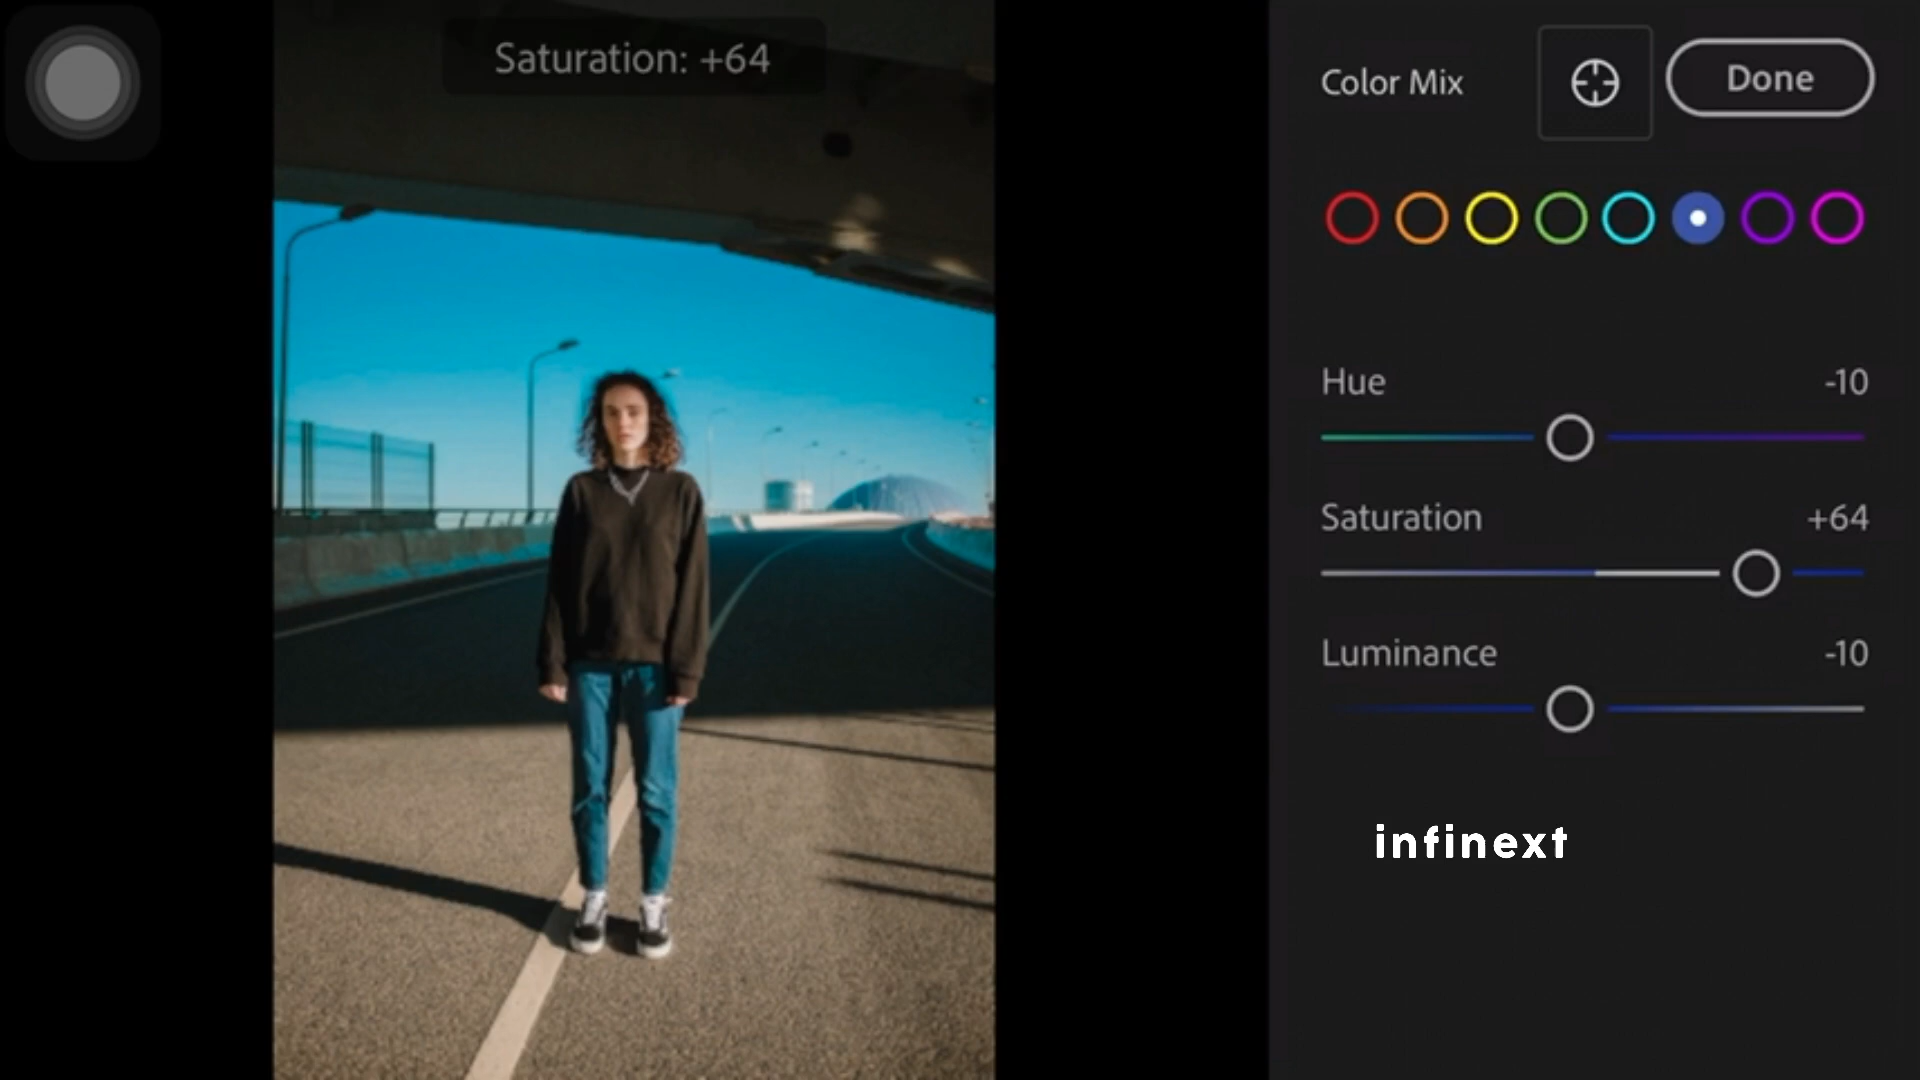 Saturation: +64
Color Mix
Done
Hue -10
Saturation +64
Luminance -10
infinext